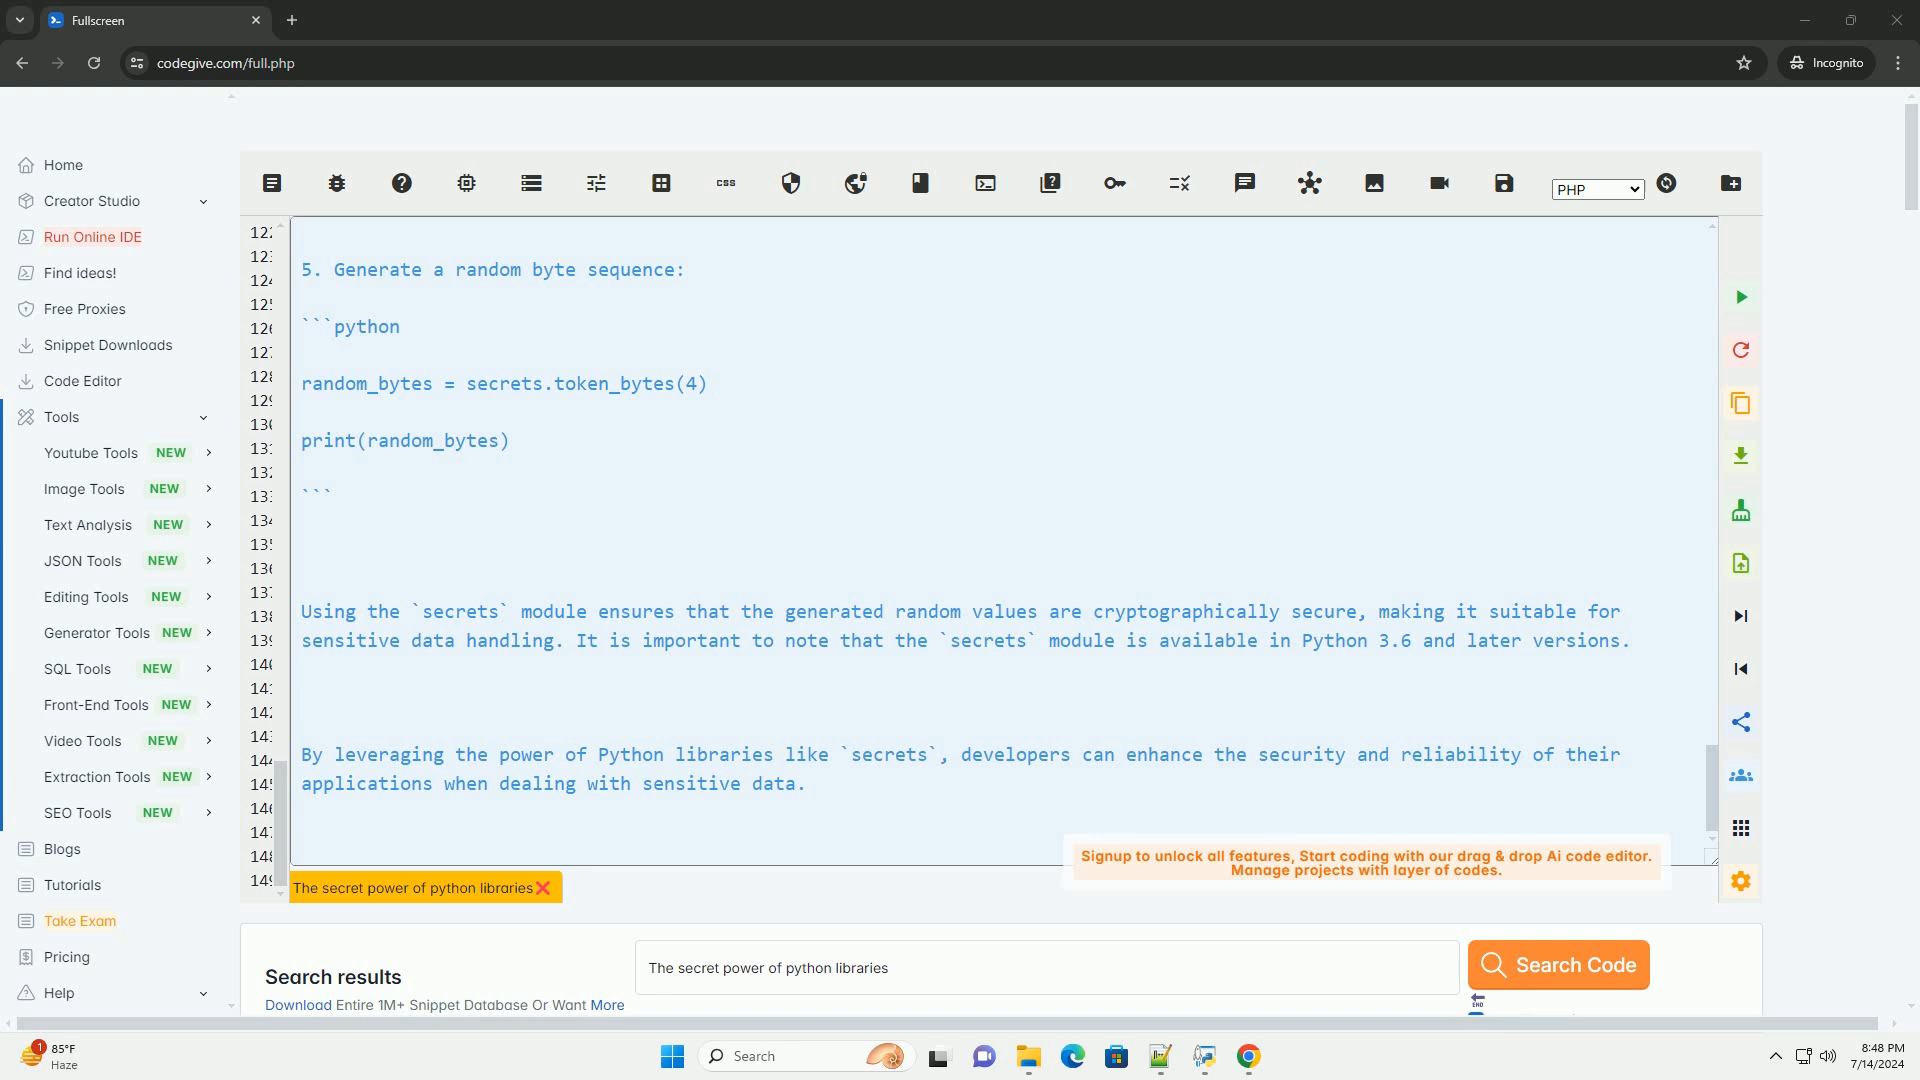 Fullscreen
codegive.com/full.php
Incognito
Home
Creator Studio
Run Online IDE
Find ideas!
Free Proxies
Snippet Downloads
Code Editor
Tools
Youtube Tools NEW
Image Tools NEW
Text Analysis NEW
JSON Tools NEW
Editing Tools NEW
Generator Tools NEW
SQL Tools NEW
Front-End Tools NEW
Video Tools NEW
Extraction Tools NEW
SEO Tools NEW
Blogs
Tutorials
Take Exam
Pricing
Help
css
PHP
5. Generate a random byte sequence:
```python
random_bytes = secrets.token_bytes(4)
print(random_bytes)
```
Using the `secrets` module ensures that the generated random values are cryptographically secure, making it suitable for
sensitive data handling. It is important to note that the `secrets` module is available in Python 3.6 and later versions.
By leveraging the power of Python libraries like `secrets`, developers can enhance the security and reliability of their
applications when dealing with sensitive data.
Signup to unlock all features, Start coding with our drag & drop Ai code editor.
Manage projects with layer of codes.
The secret power of python libraries
Search results
Download Entire 1M+ Snippet Database Or Want More
The secret power of python libraries
Search Code
END
1
85°F
Haze
Search
8:48 PM
7/14/2024